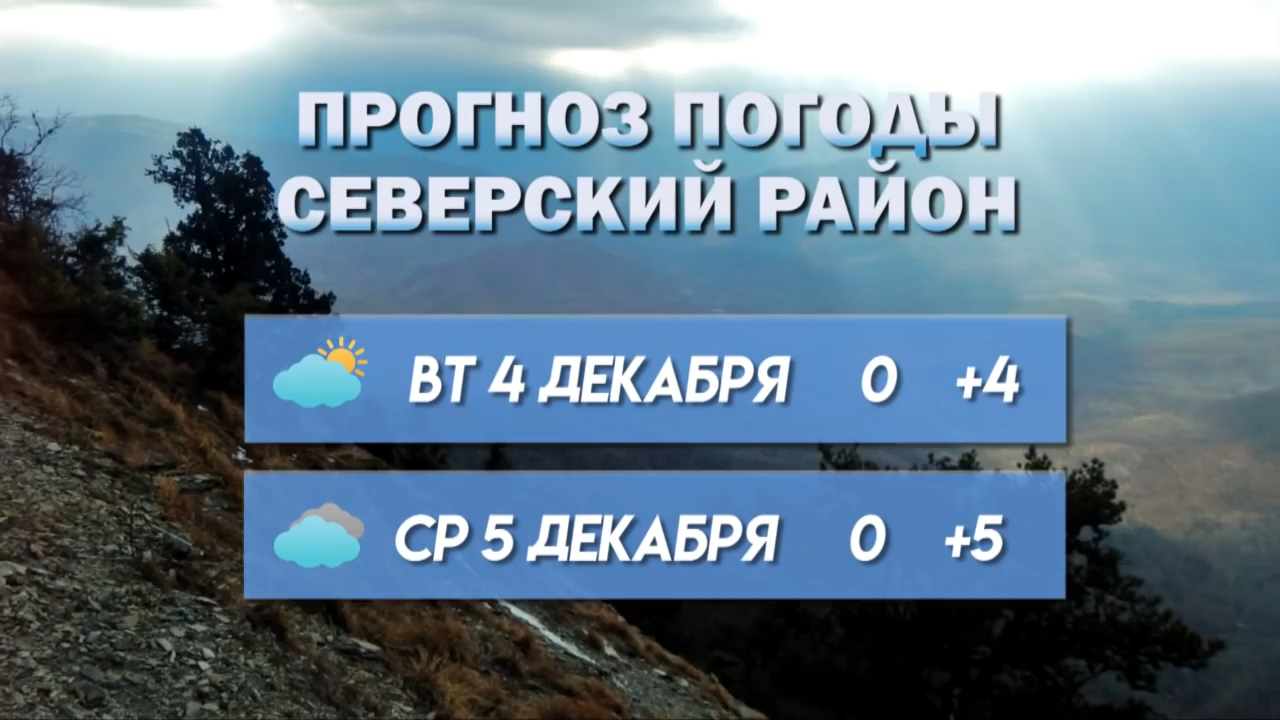 ПРОГНОЗ ПОГОДЫ
СЕВЕРСКИЙ РАЙОН
ВТ 4 ДЕКАБРЯ 0 +4
СР 5 ДЕКАБРЯ 0 +5